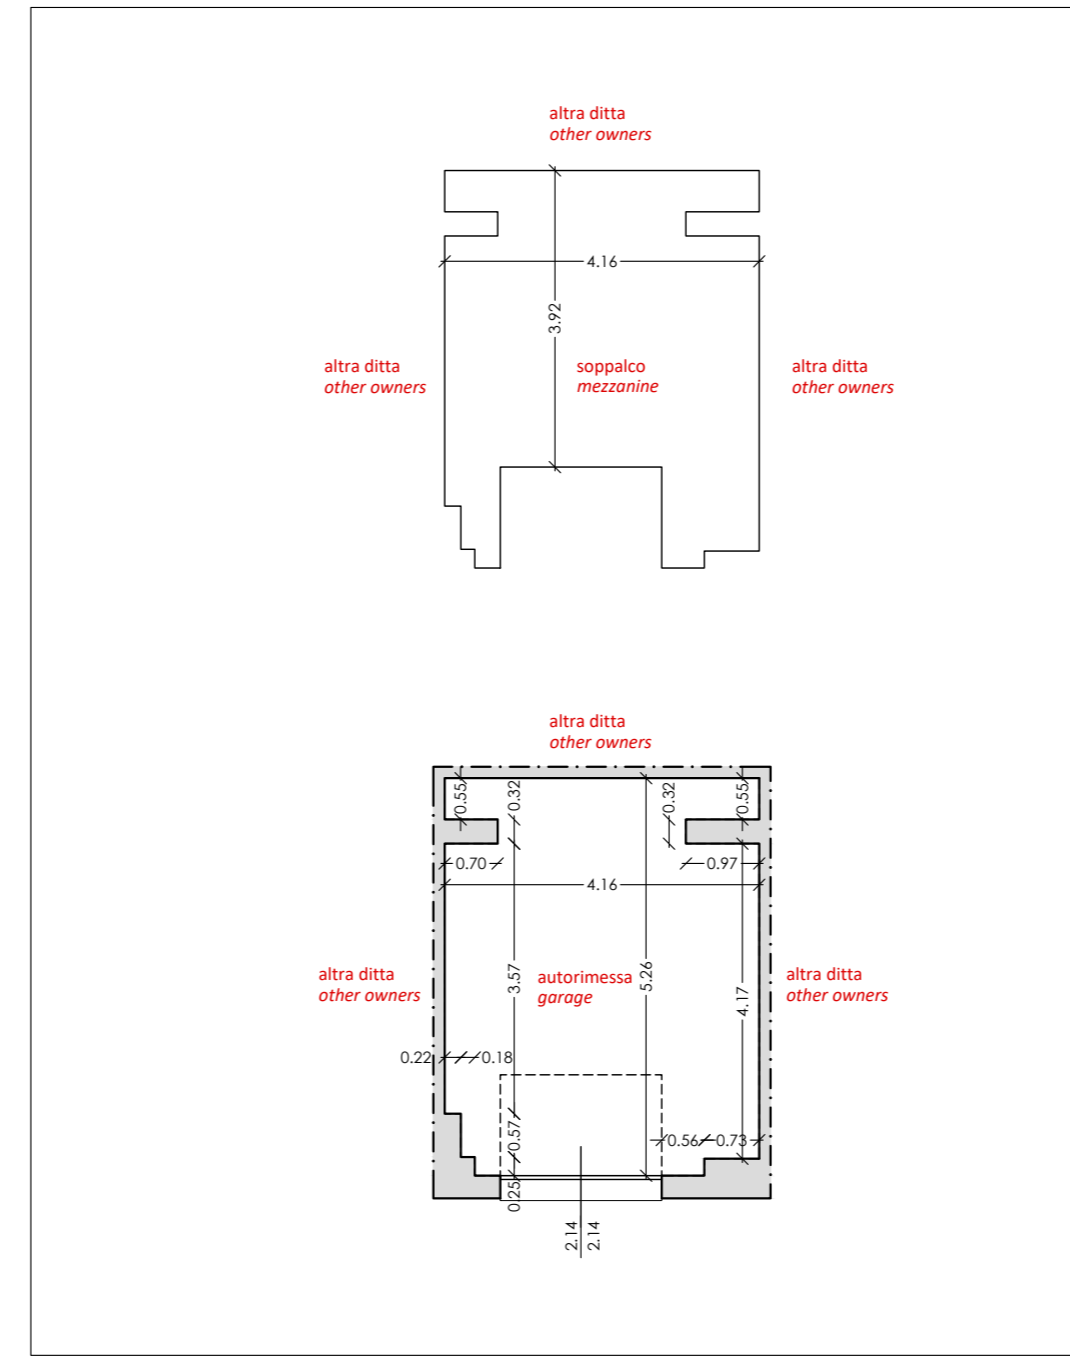 altra ditta
other owners
4.16
3.92
altra ditta
other owners
soppalco
mezzanine
altra ditta
other owners
altra ditta
other owners
0.55
0.32
0.32
0.55
0.70
0.97
4.16
altra ditta
other owners
3.57
autorimessa
garage
5.26
4.17
altra ditta
other owners
0.22
0.18
0.57
0.56
0.73
0.25
2.14
2.14